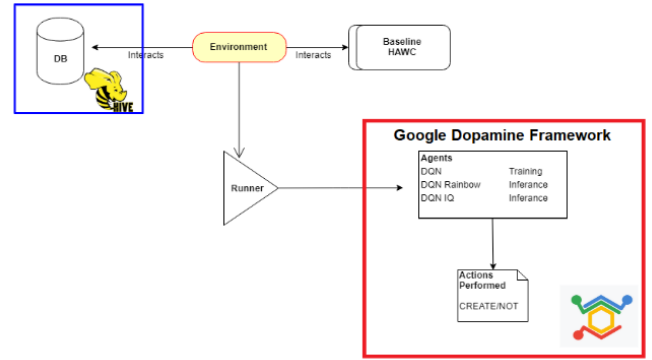 DB
Interacts
Environment
Interacts
Baseline
HAWC
HIVE
Runner
Google Dopamine Framework
Agents
DQN Training
DQN Rainbow Inferance
DQN IQ Inferance
Actions
Performed
CREATE/NOT